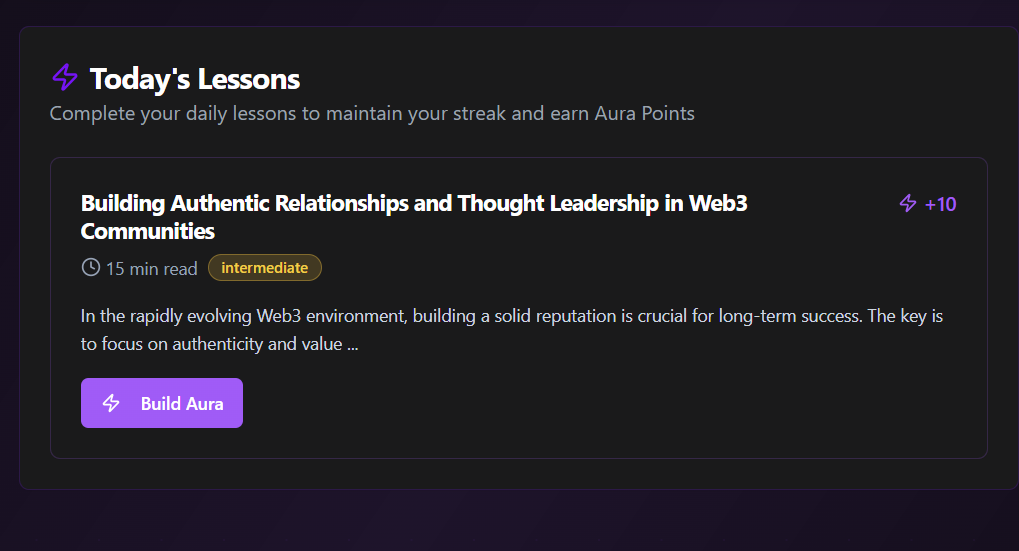 Today's Lessons
Complete your daily lessons to maintain your streak and earn Aura Points
Building Authentic Relationships and Thought Leadership in Web3
Communities
+10
15 min read
intermediate
In the rapidly evolving Web3 environment, building a solid reputation is crucial for long-term success. The key is
to focus on authenticity and value ...
Build Aura